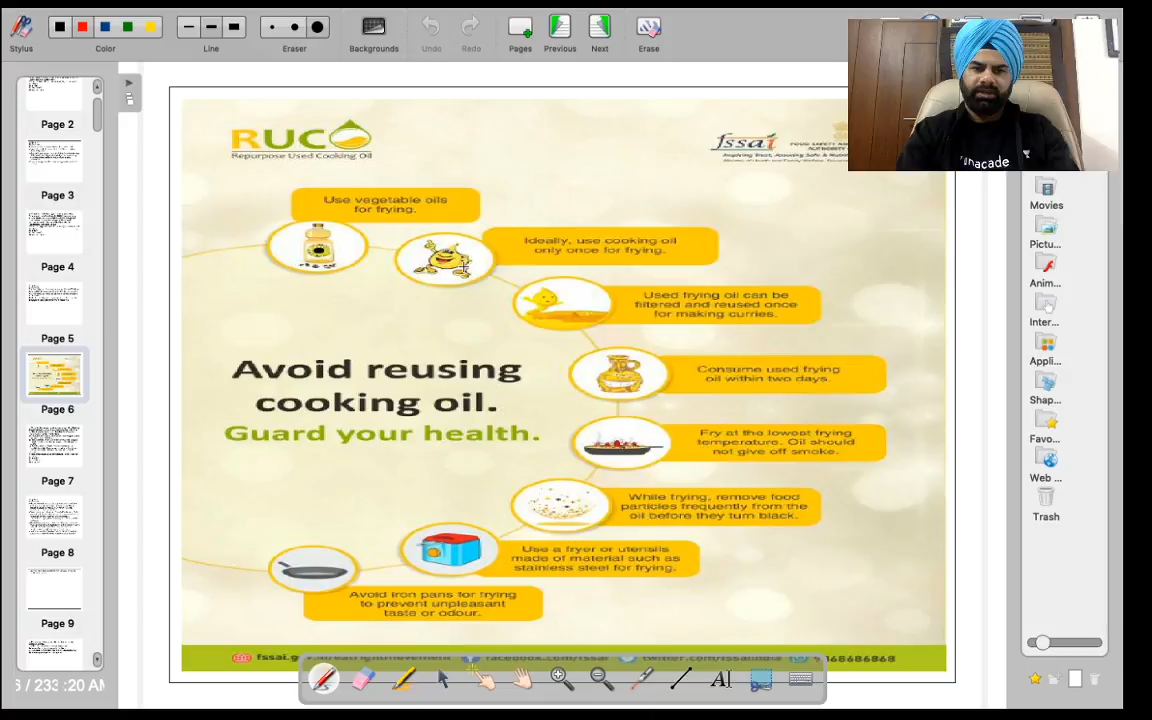 Stylus
Color
Line
Eraser
Backgrounds
Undo
Redo
Pages
Previous
Next
Erase
Page 2
Page 3
Page 4
Page 5
Page 6
Page 7
Page 8
Page 9
RUCO
Repurpose Used Cooking Oil
fssai
Use vegetable oils
for frying.
Ideally, use cooking oil
only once for frying.
Used frying oil can be
filtered and reused once
for making curries.
Avoid reusing
cooking oil.
Guard your health.
Consume used frying
oil within two days.
Fry at the lowest frying
temperature. Oil should
not give off smoke.
While frying, remove food
particles frequently from the
oil before they turn black.
Use a fryer or utensils
made of material such as
stainless steel for frying.
Avoid iron pans for frying
to prevent unpleasant
taste or odour.
Movies
Pictu...
Anim...
Inter...
Appli...
Shap...
Favo...
Web ...
Trash